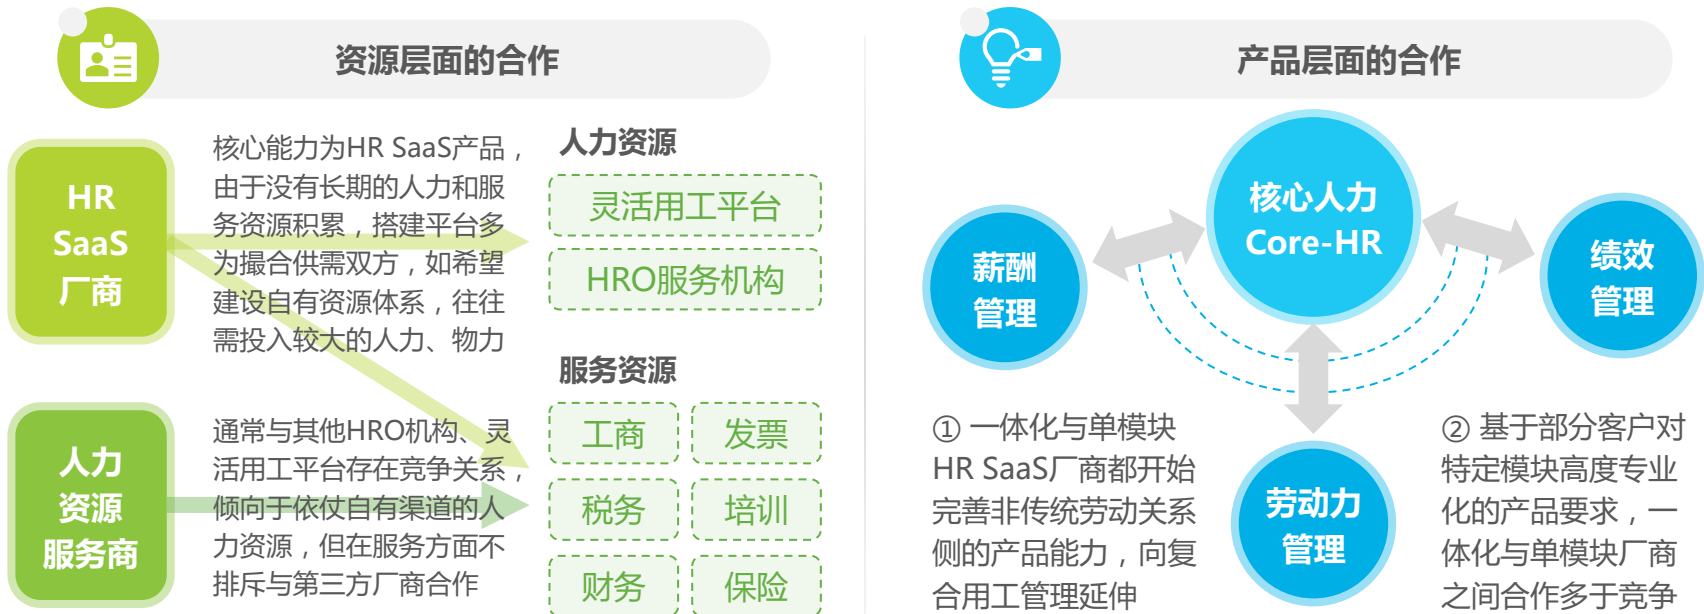 资源层面的合作
HR
SaaS
厂商
核心能力为HR SaaS产品，
由于没有长期的人力和服
务资源积累，搭建平台多
为撮合供需双方，如希望
建设自有资源体系，往往
需投入较大的人力、物力
人力资源
灵活用工平台
HRO服务机构
人力
资源
服务商
通常与其他HRO机构、灵
活用工平台存在竞争关系，
倾向于依仗自有渠道的人
力资源，但在服务方面不
排斥与第三方厂商合作
服务资源
工商
发票
税务
培训
财务
保险
产品层面的合作
核心人力
Core-HR
薪酬
管理
绩效
管理
劳动力
管理
① 一体化与单模块
HR SaaS厂商都开始
完善非传统劳动关系
侧的产品能力，向复
合用工管理延伸
② 基于部分客户对
特定模块高度专业
化的产品要求，一
体化与单模块厂商
之间合作多于竞争